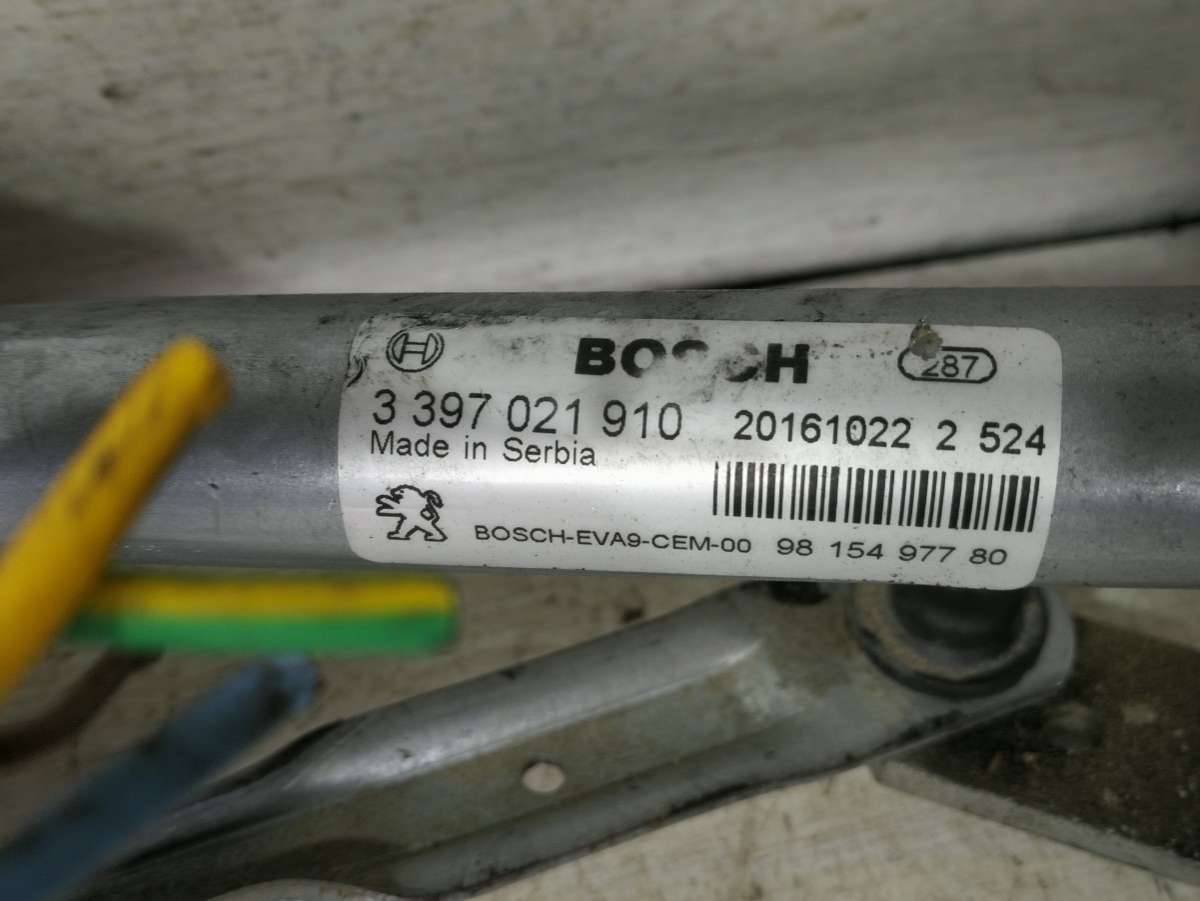 BOSCH 287
3 397 021 910 20161022 2 524
Made in Serbia
BOSCH-EVA9-CEM-00 98 154 977 80